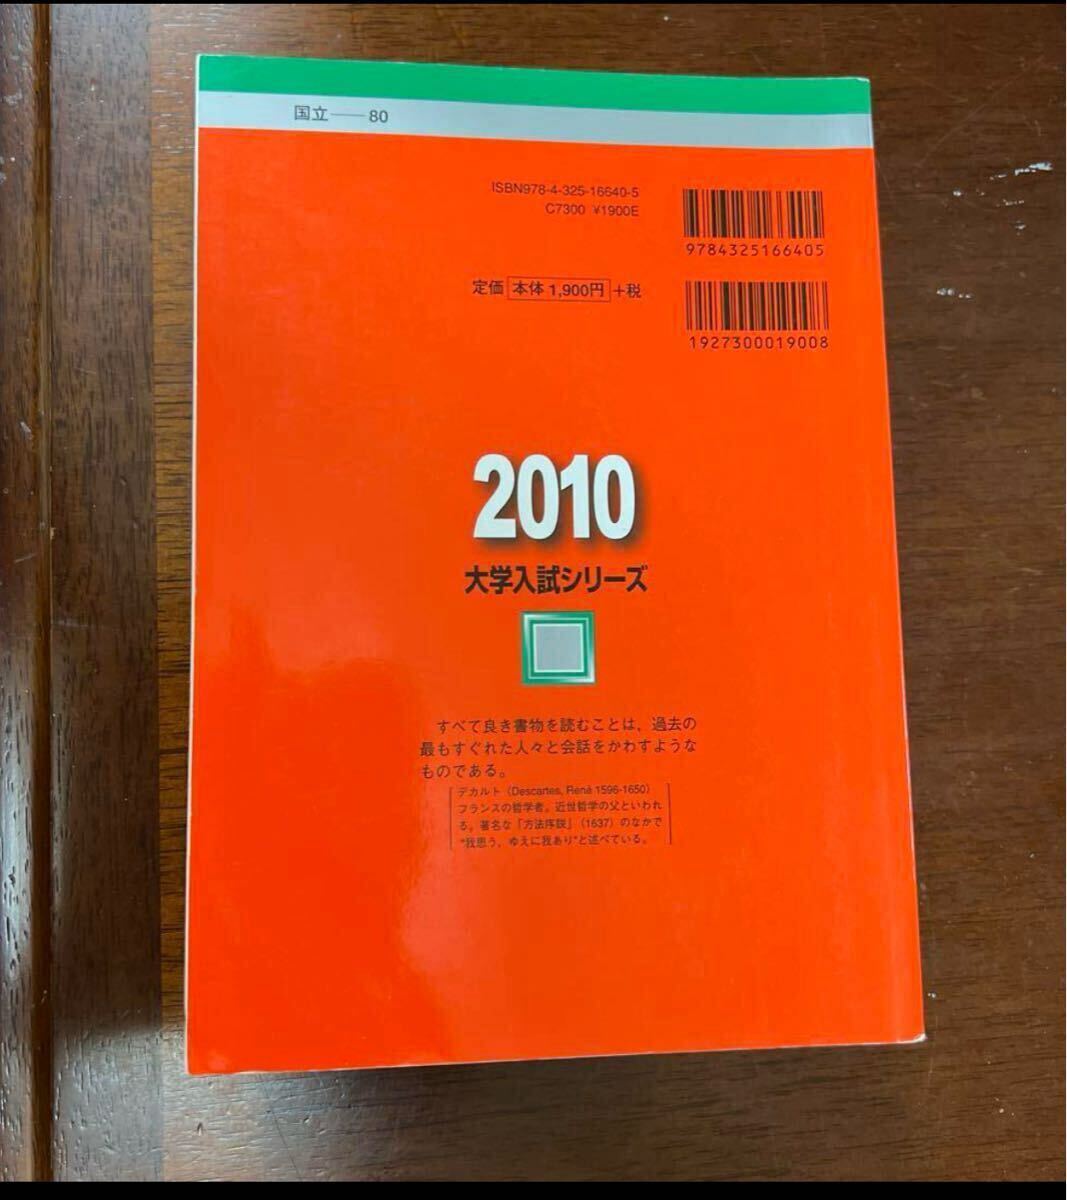 国立——80
ISBN978-4-325-16640-5
C7300 ¥1900E
9784325166405
定価 本体 1,900円 +税
1927300019008
2010
大学入試シリーズ
すべて良き書物を読むことは、過去の
最もすぐれた人々と会話をかわすような
ものである。
デカルト（Descartes, René 1596-1650）
フランスの哲学者。近世哲学の父といわれ
る。著名な「方法序説」（1637）のなかで
“我思う、ゆえに我あり”と述べている。